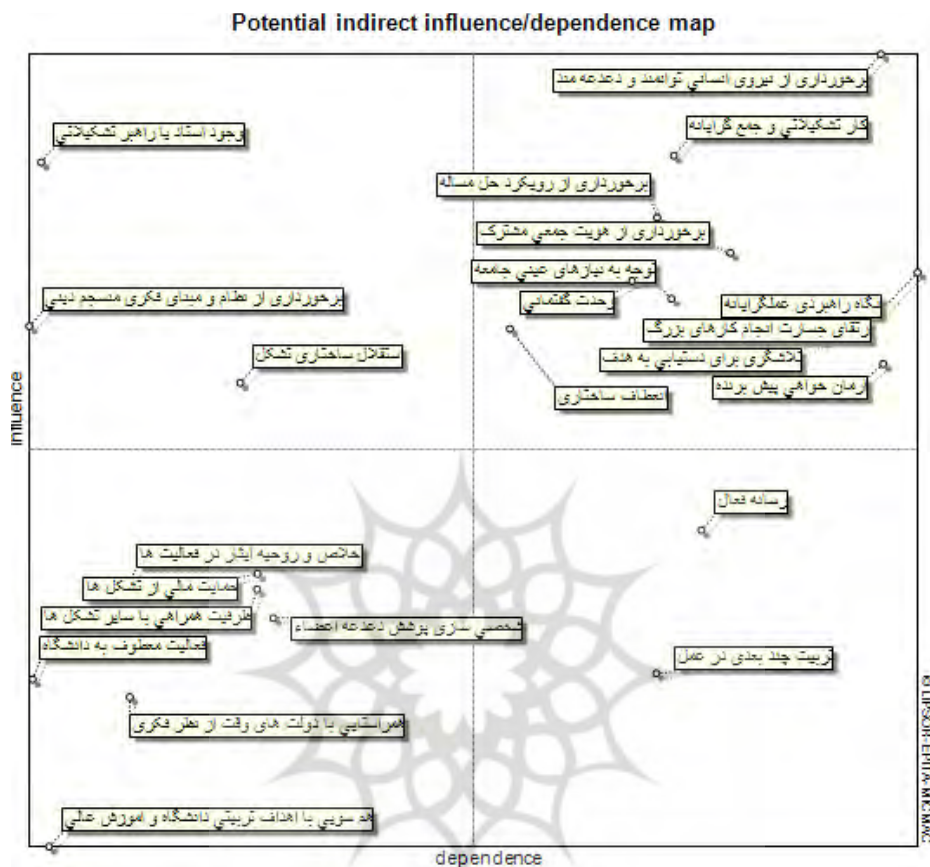 Potential indirect influence/dependence map
برخورداری از نیروی انسانی توانمند و دغدغه مند
کار تشکیلاتی و جمع گرایانه
وجود استاد یا راهبر تشکیلاتی
برخورداری از رویکرد حل مساله
برخورداری از هویت جمعی مشترک
توجه به نیازهای عینی جامعه
وحدت گفتمانی
نگاه راهبردی عملگرایانه
برخورداری از نظام و مبنای فکری منسجم دینی
ارتقای جسارت انجام کارهای بزرگ
استقلال ساختاری تشکل
تلاشگری برای دستیابی به هدف
آرمان خواهی پیش برنده
انعطاف ساختاری
influence
رسانه فعال
خلاص و روحیه ایثار در فعالیت ها
حمایت مالی از تشکل ها
ظرفیت همراهی با سایر تشکل ها
شخصی سازی پوشش دغدغه اعضاء
فعالیت معطوف به دانشگاه
تربیت چند بعدی در عمل
همراستایی با دولت های وقت از نظر فکری
هم سویی با اهداف تربیتی دانشگاه و آموزش عالی
dependence
© LIPSOR-EPITA-MICMAC